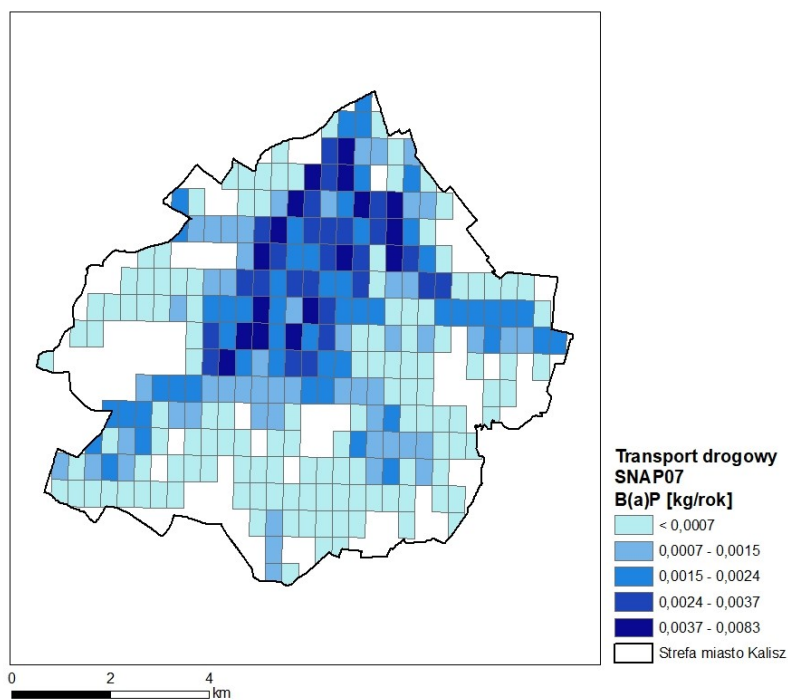 Transport drogowy
SNAP07
B(a)P [kg/rok]
< 0,0007
0,0007 - 0,0015
0,0015 - 0,0024
0,0024 - 0,0037
0,0037 - 0,0083
Strefa miasto Kalisz
0 2 4
km